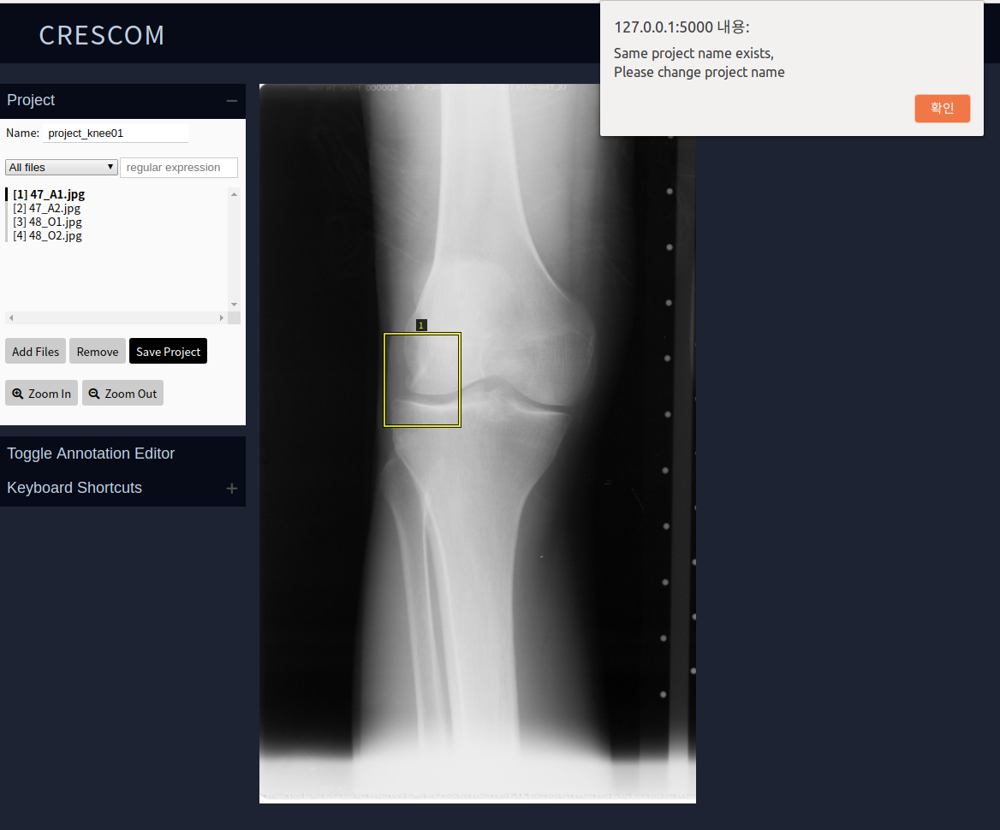 CRESCOM
127.0.0.1:5000 내용:
Same project name exists,
Please change project name
확인
Project
Name: project_knee01
All files regular expression
[1] 47_A1.jpg
[2] 47_A2.jpg
[3] 48_O1.jpg
[4] 48_O2.jpg
Add Files Remove Save Project
Zoom In Zoom Out
Toggle Annotation Editor
Keyboard Shortcuts
1